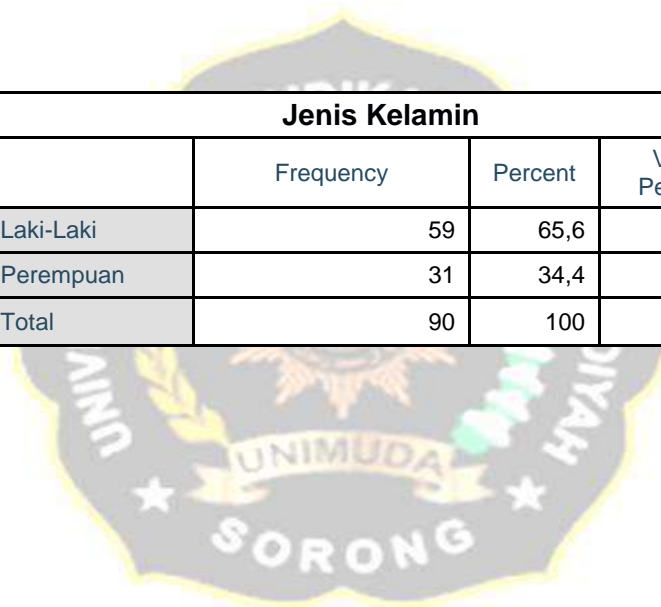 Jenis Kelamin
Frequency Percent
Laki-Laki 59 65,6
Perempuan 31 34,4
Total 90 100
UNIMUDA
SORONG